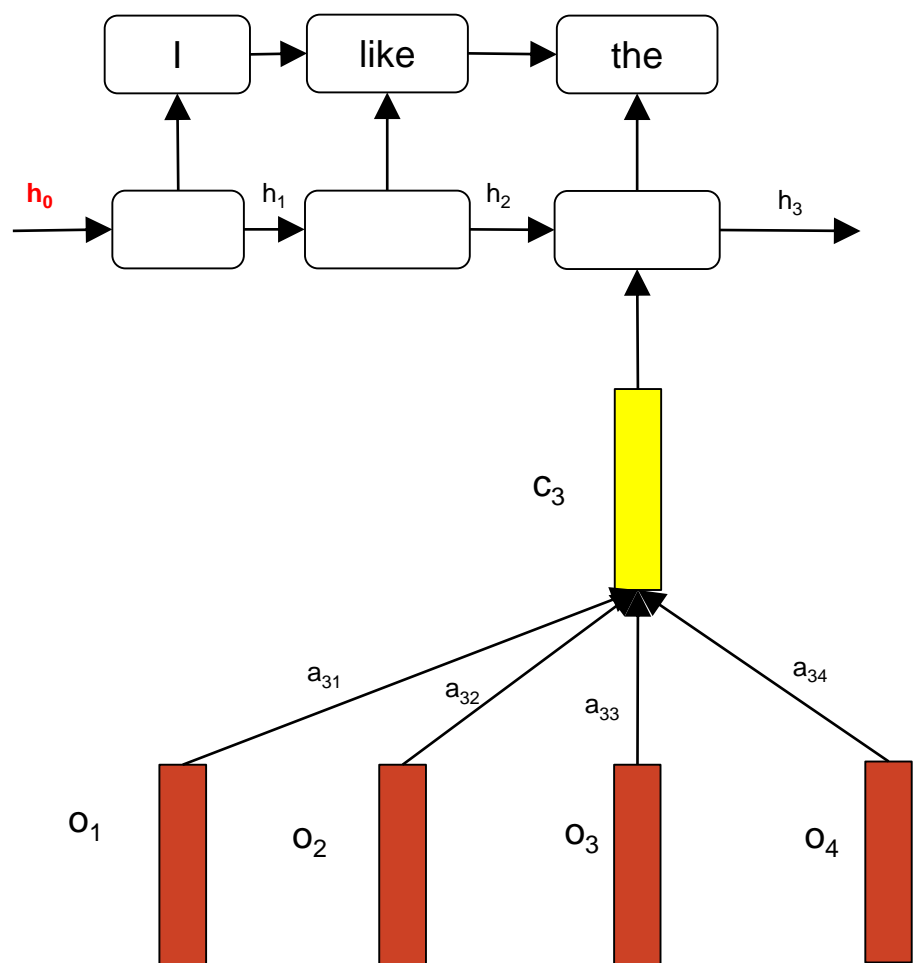 I like the
h₀ h₁ h₂ h₃
c₃
a₃₁ a₃₂ a₃₃ a₃₄
o₁ o₂ o₃ o₄